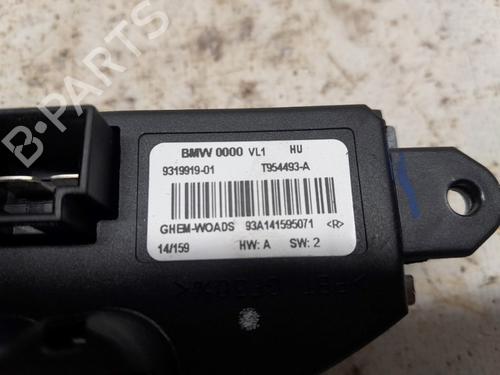 BMW 0000 VL1 HU
9319919-01 T954493-A
GHEM-WOADS 93A141595071 <R>
14/159 HW: A SW: 2
B-PARTS